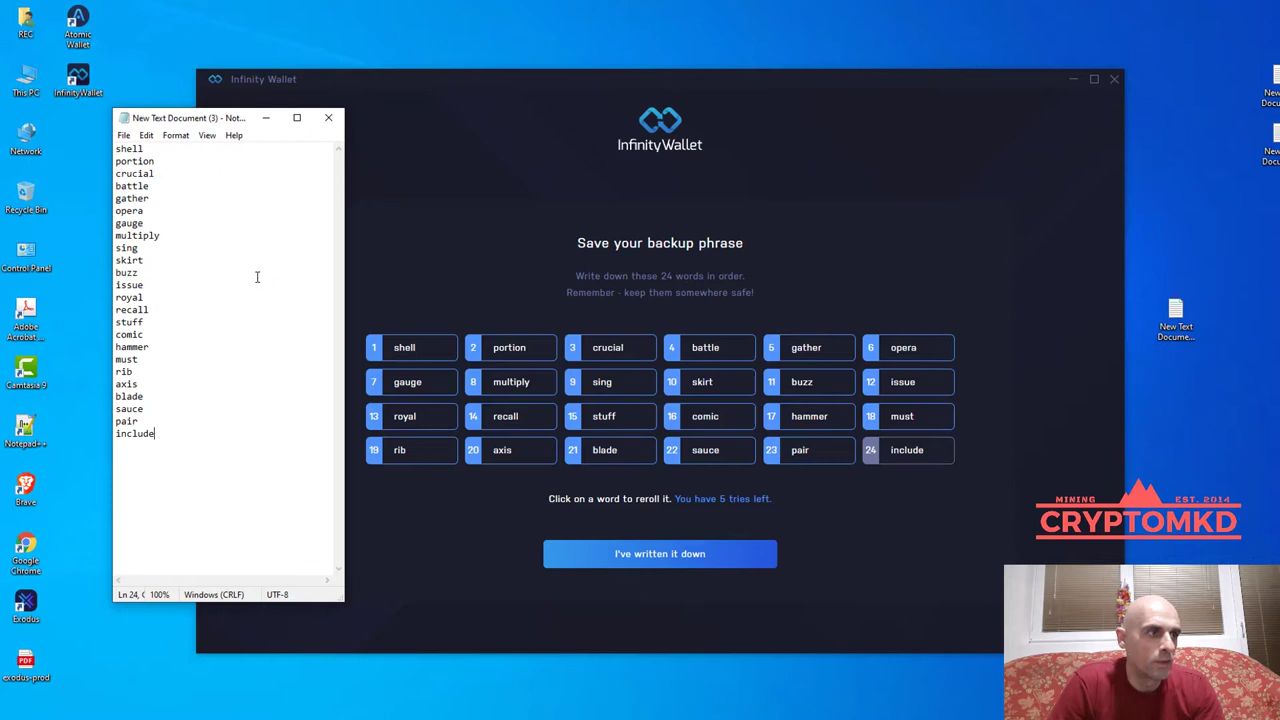 REC
Atomic
Wallet
This PC
InfinityWallet
Network
Recycle Bin
Control Panel
Adobe
Acrobat ...
Camtasia 9
Notepad++
Brave
Google
Chrome
Exodus
PDF
exodus-prod
New Text Document (3) - Not...
File Edit Format View Help
shell
portion
crucial
battle
gather
opera
gauge
multiply
sing
skirt
buzz
issue
royal
recall
stuff
comic
hammer
must
rib
axis
blade
sauce
pair
include
Ln 24, C 100% Windows (CRLF) UTF-8
Infinity Wallet
InfinityWallet
Save your backup phrase
Write down these 24 words in order.
Remember - keep them somewhere safe!
1 shell 2 portion 3 crucial 4 battle 5 gather 6 opera
7 gauge 8 multiply 9 sing 10 skirt 11 buzz 12 issue
13 royal 14 recall 15 stuff 16 comic 17 hammer 18 must
19 rib 20 axis 21 blade 22 sauce 23 pair 24 include
Click on a word to reroll it. You have 5 tries left.
I've written it down
New
Docu
New
Docu
New Text
Docume...
MINING EST. 2014
CRYPTOMKD